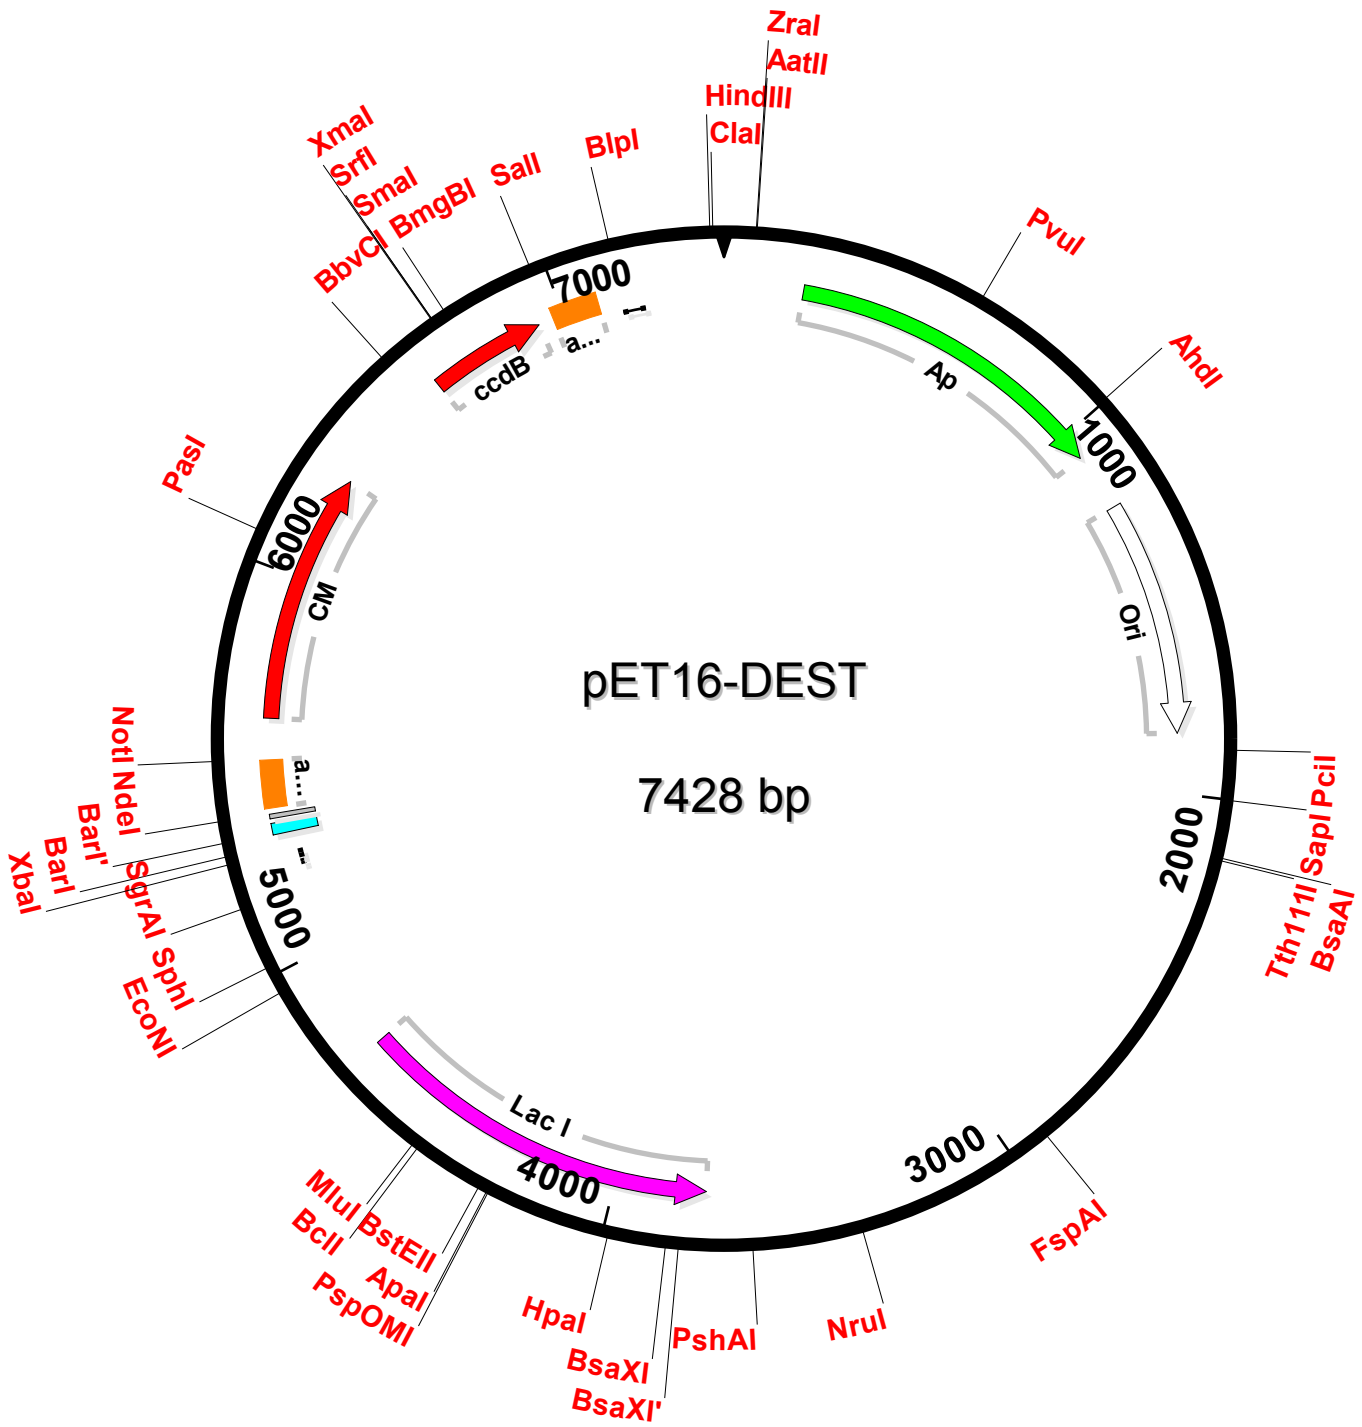 ZraI
AatII
HindIII
ClaI
BlpI
SalI
BmgBI
XmaI
SrfI
SmaI
BbvCI
PvuI
AhdI
PasI
7000
a...
ccdB
Ap
1000
6000
CM
Ori
pET16-DEST
7428 bp
NotI
NdeI
BarI'
BarI
XbaI
SgrAI
SphI
EcoNI
a...
5000
PciI
SapI
2000
Tth111I
BsaAI
Lac I
4000
3000
MluI
BclI
BstEII
ApaI
PspOMI
HpaI
BsaXI
BsaXI'
PshAI
NruI
FspAI